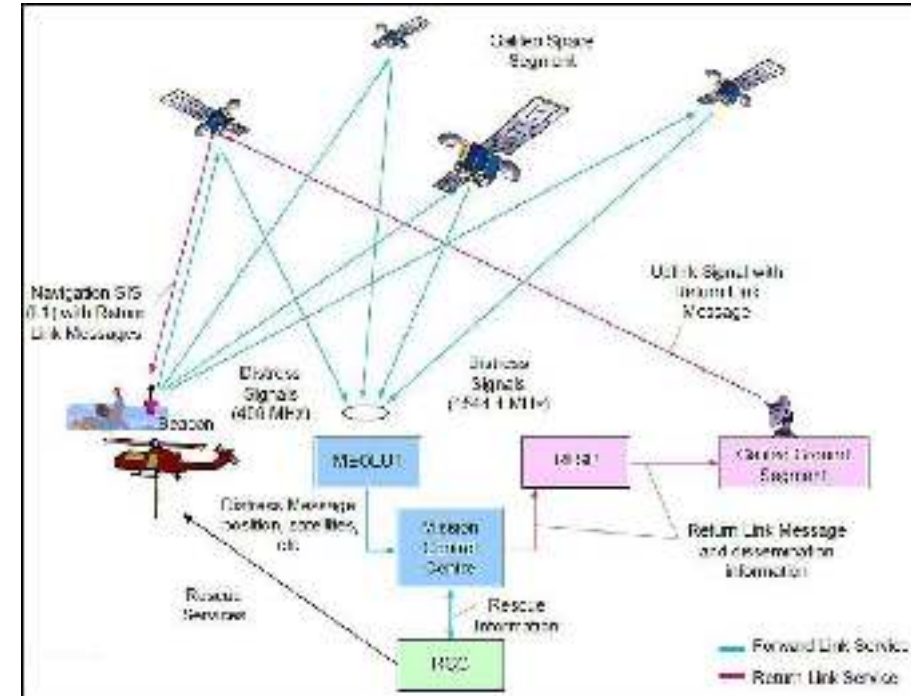 Galileo Space
Segment
Uplink Signal with
Return Link
Message
Navigation SIS
(L1) with Return
Link Messages
Distress
Signals
(406 MHz)
Distress
Signals
(1544.1 MHz)
Beacon
MEOLUT
RLSP
Galileo Ground
Segment
Distress Message
position, satellites,
etc
Mission
Control
Centre
Return Link Message
and dissemination
information
Rescue
Services
Rescue
Information
RCC
Forward Link Service
Return Link Service